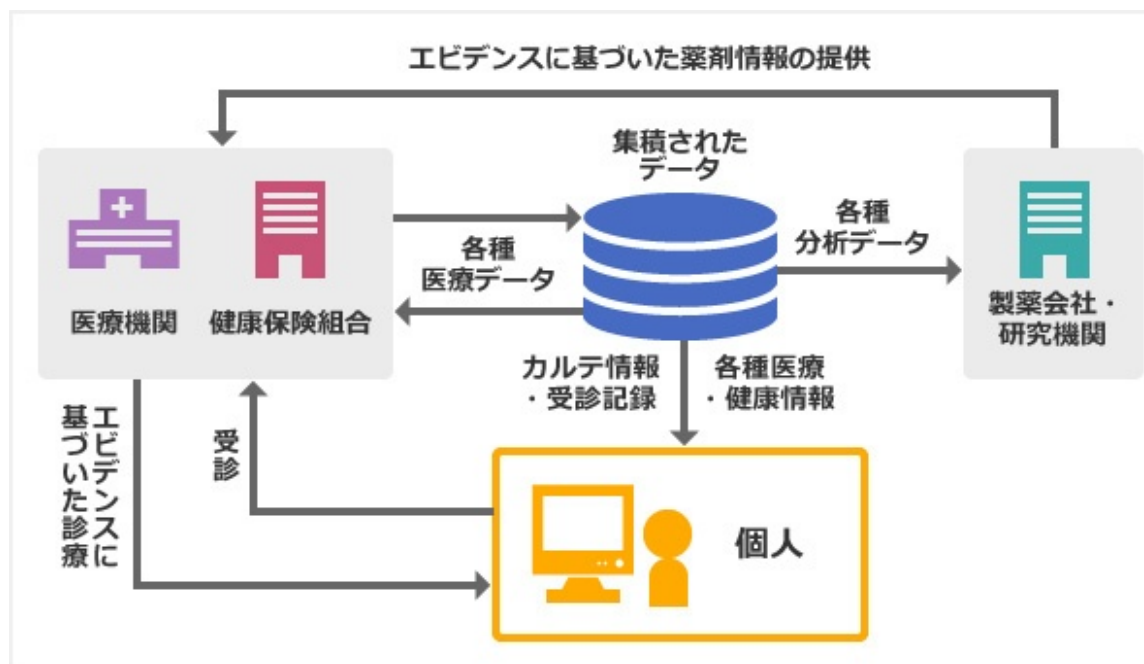 エビデンスに基づいた薬剤情報の提供
集積された
データ
各種
医療データ
各種
分析データ
医療機関
健康保険組合
製薬会社・
研究機関
カルテ情報
・受診記録
各種医療
・健康情報
エビデンスに
基づいた診療
受診
個人